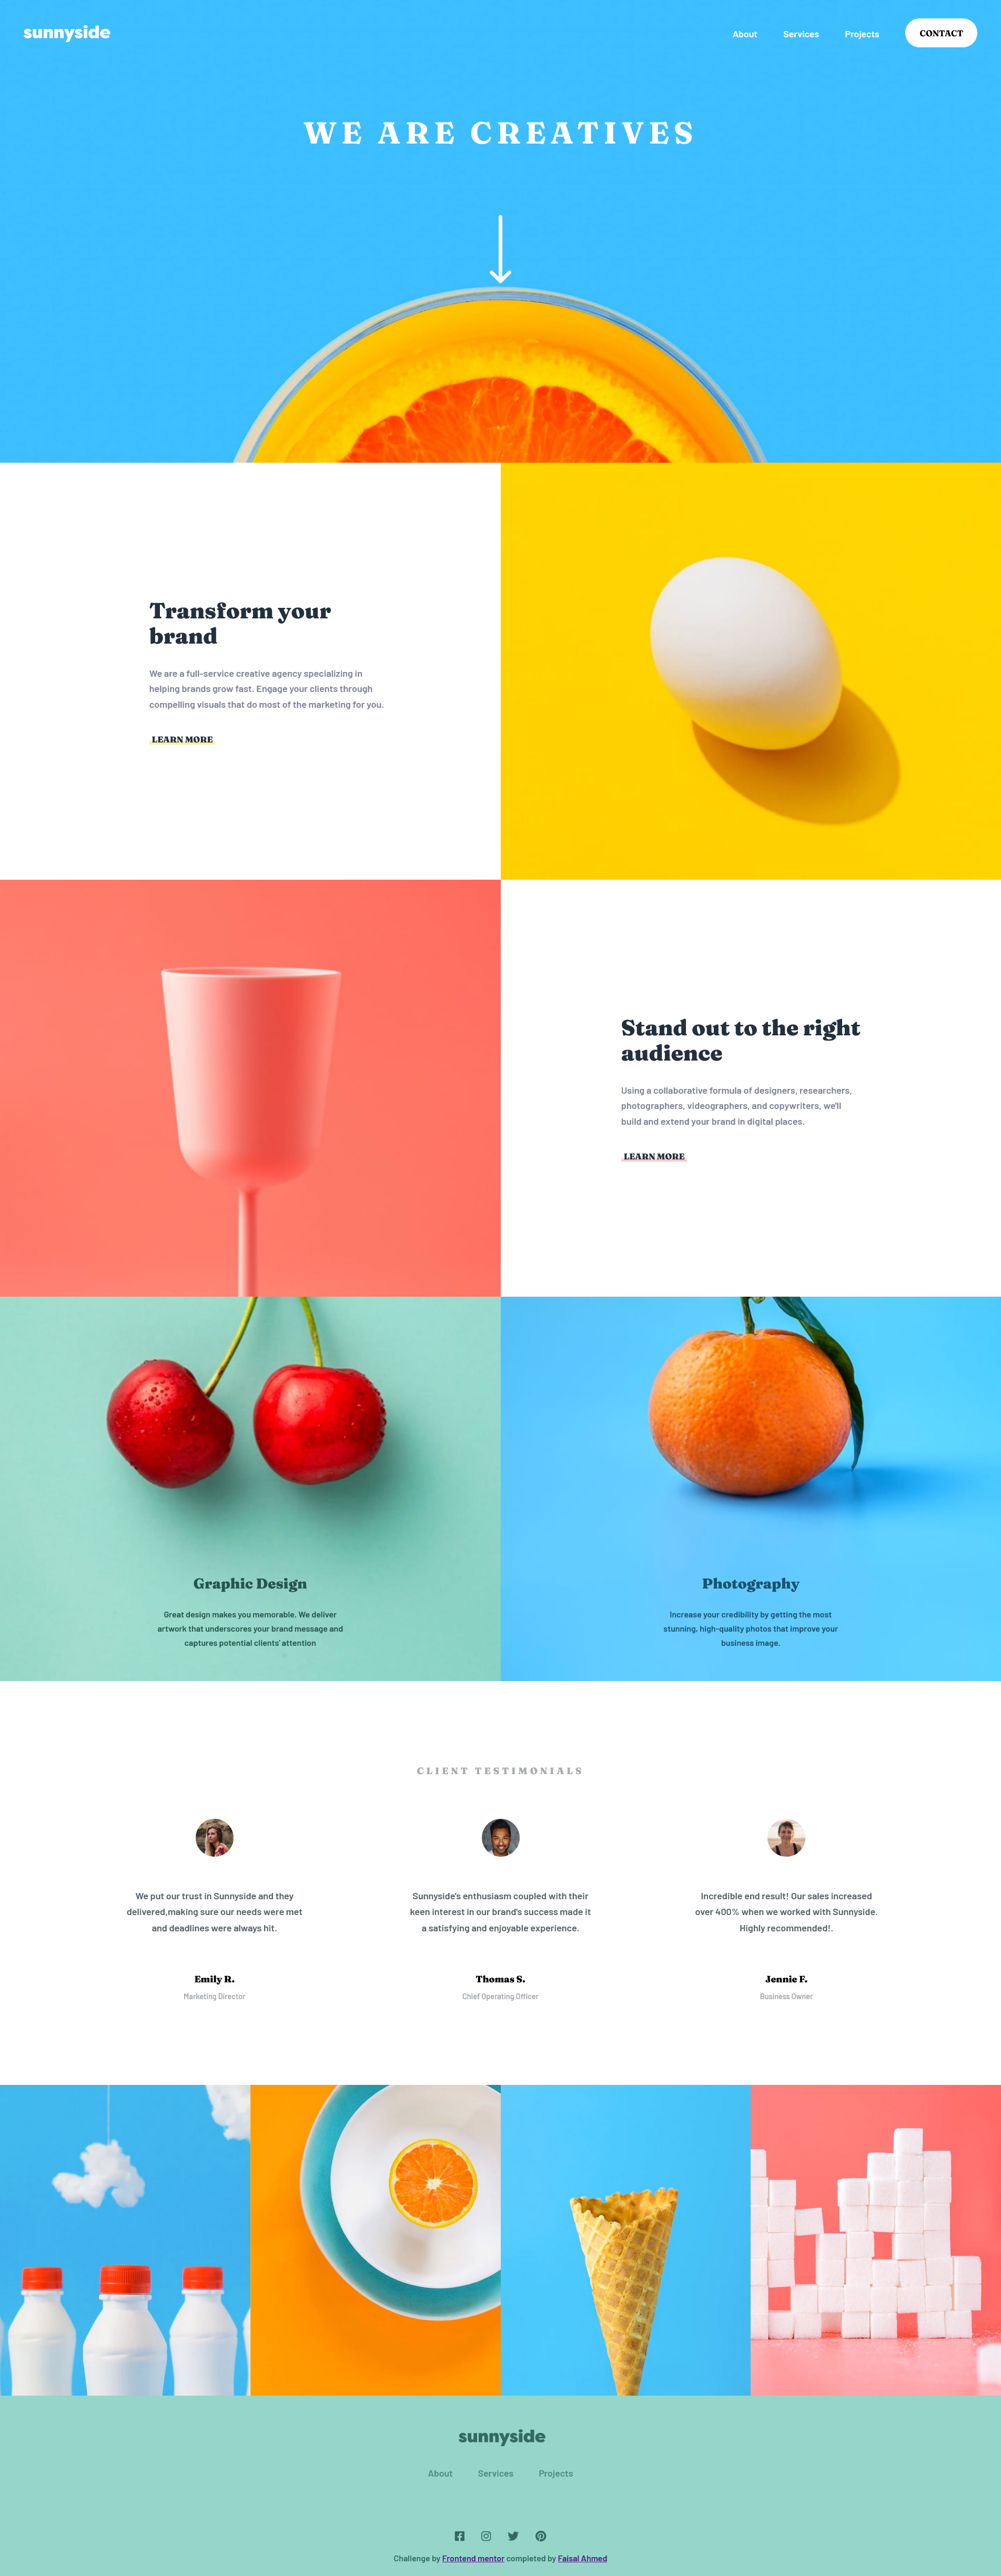 sunnyside
About Services Projects CONTACT
WE ARE CREATIVES
Transform your
brand
We are a full-service creative agency specializing in
helping brands grow fast. Engage your clients through
compelling visuals that do most of the marketing for you.
LEARN MORE
Stand out to the right
audience
Using a collaborative formula of designers, researchers,
photographers, videographers, and copywriters, we'll
build and extend your brand in digital places.
LEARN MORE
Graphic Design
Great design makes you memorable. We deliver
artwork that underscores your brand message and
captures potential clients' attention
Photography
Increase your credibility by getting the most
stunning, high-quality photos that improve your
business image.
CLIENT TESTIMONIALS
We put our trust in Sunnyside and they
delivered,making sure our needs were met
and deadlines were always hit.
Emily R.
Marketing Director
Sunnyside's enthusiasm coupled with their
keen interest in our brand's success made it
a satisfying and enjoyable experience.
Thomas S.
Chief Operating Officer
Incredible end result! Our sales increased
over 400% when we worked with Sunnyside.
Highly recommended!.
Jennie F.
Business Owner
sunnyside
About Services Projects
Challenge by Frontend mentor completed by Faisal Ahmed